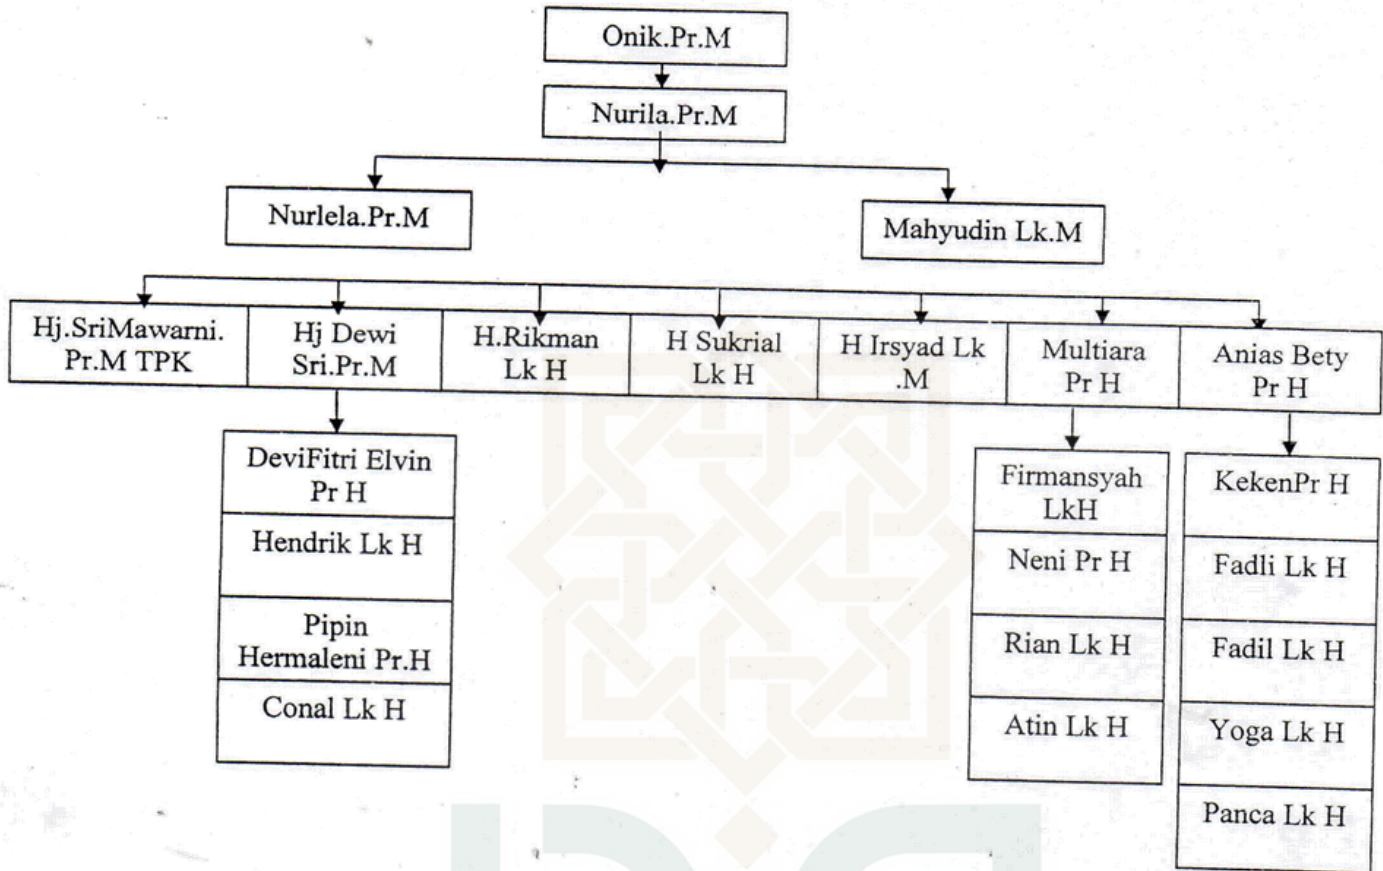 Onik.Pr.M
Nurila.Pr.M
Nurlela.Pr.M
Mahyudin Lk.M
Hj.SriMawarni.
Pr.M TPK
Hj Dewi
Sri.Pr.M
H.Rikman
Lk H
H Sukrial
Lk H
H Irsyad Lk
.M
Multiara
Pr H
Anias Bety
Pr H
DeviFitri Elvin
Pr H
Hendrik Lk H
Pipin
Hermaleni Pr.H
Conal Lk H
Firmansyah
LkH
Neni Pr H
Rian Lk H
Atin Lk H
KekenPr H
Fadli Lk H
Fadil Lk H
Yoga Lk H
Panca Lk H